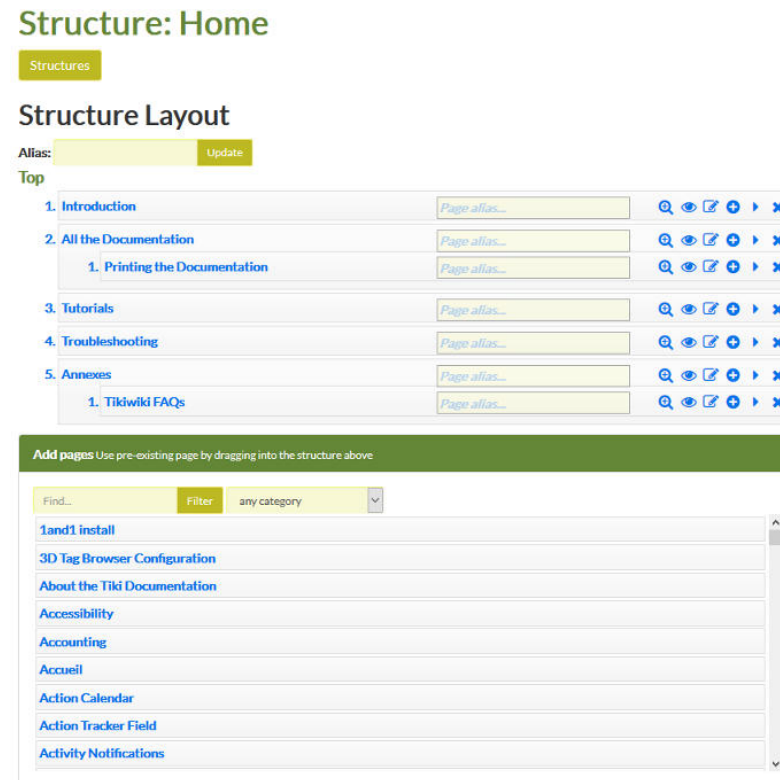 Structure: Home
Structures
Structure Layout
Alias: Update
Top
1. Introduction Page alias...
2. All the Documentation Page alias...
1. Printing the Documentation Page alias...
3. Tutorials Page alias...
4. Troubleshooting Page alias...
5. Annexes Page alias...
1. Tikiwiki FAQs Page alias...
Add pages Use pre-existing page by dragging into the structure above
Find... Filter any category
1and1 install
3D Tag Browser Configuration
About the Tiki Documentation
Accessibility
Accounting
Accueil
Action Calendar
Action Tracker Field
Activity Notifications